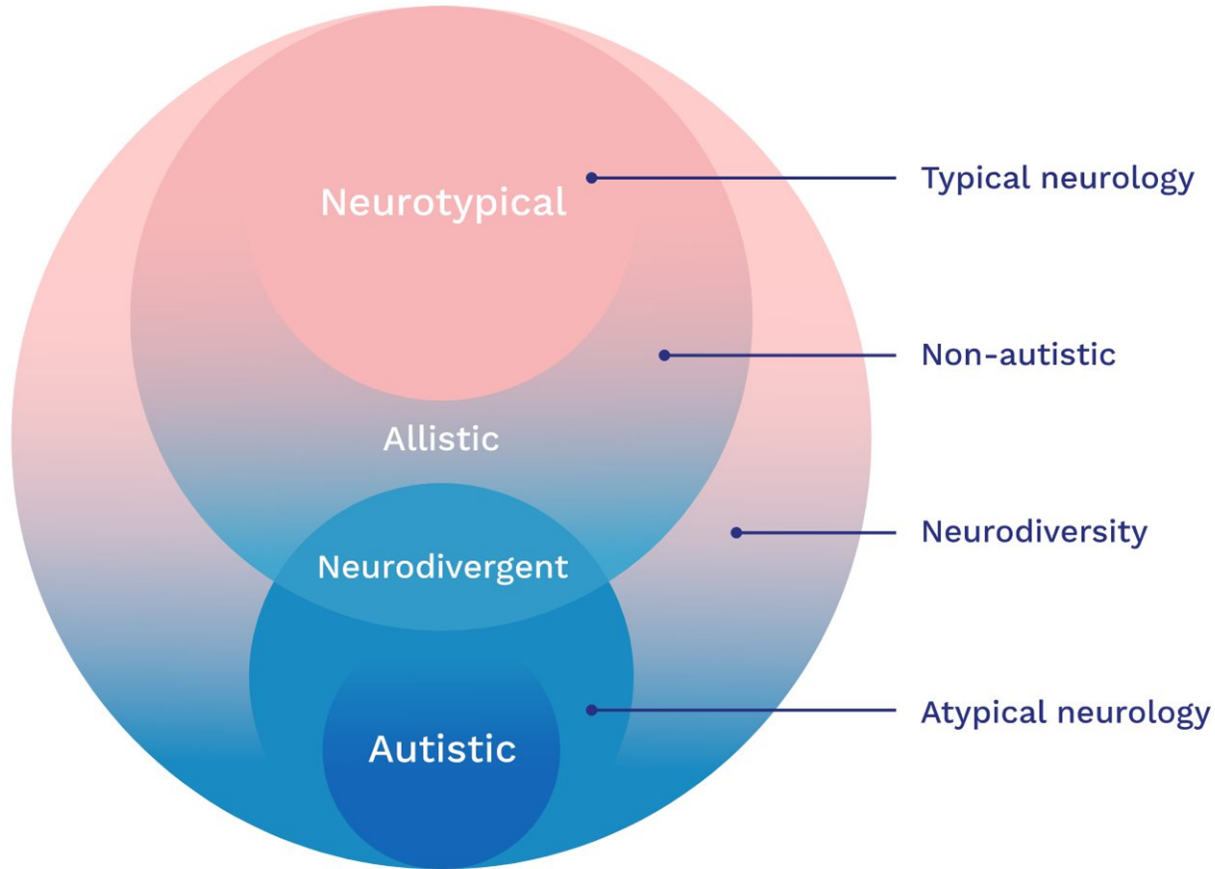 Neurotypical
Typical neurology
Non-autistic
Allistic
Neurodiversity
Neurodivergent
Atypical neurology
Autistic